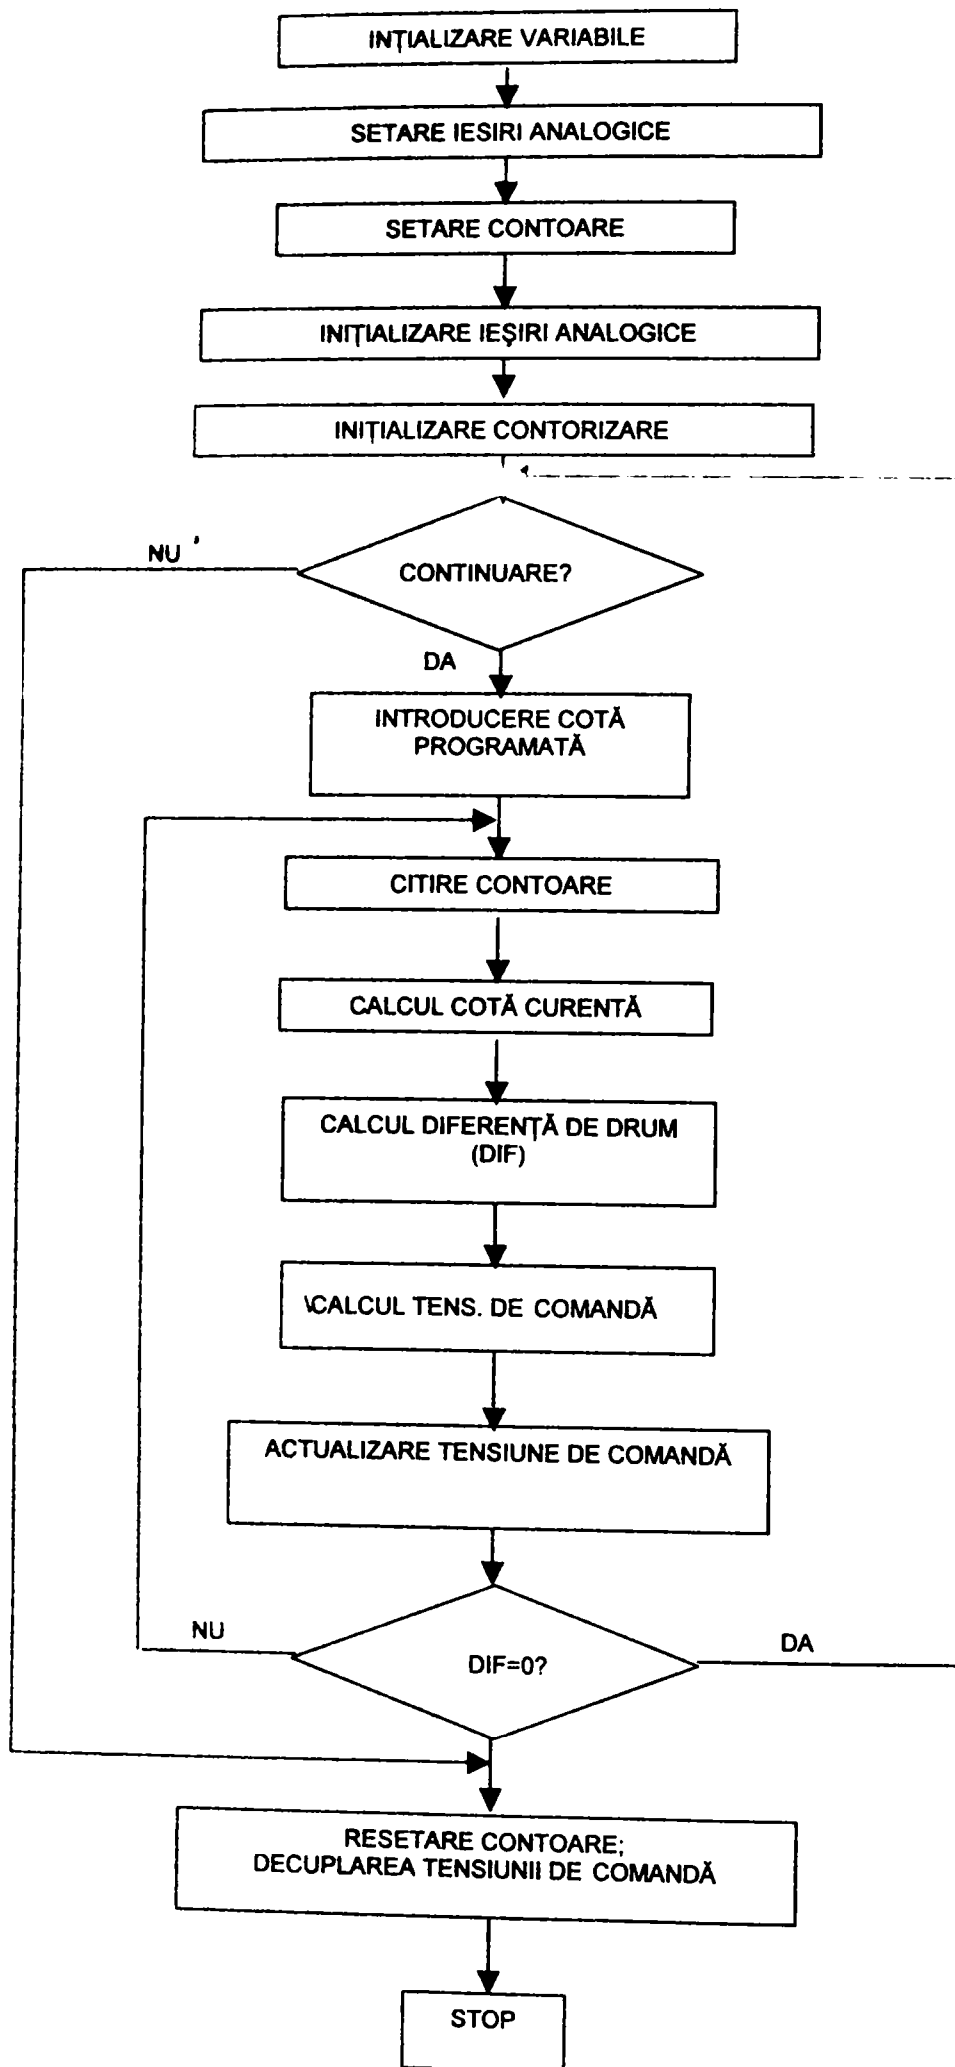 INȚIALIZARE VARIABILE
SETARE IESIRI ANALOGICE
SETARE CONTOARE
INIȚIALIZARE IEȘIRI ANALOGICE
INIȚIALIZARE CONTORIZARE
NU
CONTINUARE?
DA
INTRODUCERE COTĂ
PROGRAMATĂ
CITIRE CONTOARE
CALCUL COTĂ CURENTĂ
CALCUL DIFERENȚĂ DE DRUM
(DIF)
\CALCUL TENS. DE COMANDĂ
ACTUALIZARE TENSIUNE DE COMANDĂ
NU
DIF=0?
DA
RESETARE CONTOARE;
DECUPLAREA TENSIUNII DE COMANDĂ
STOP